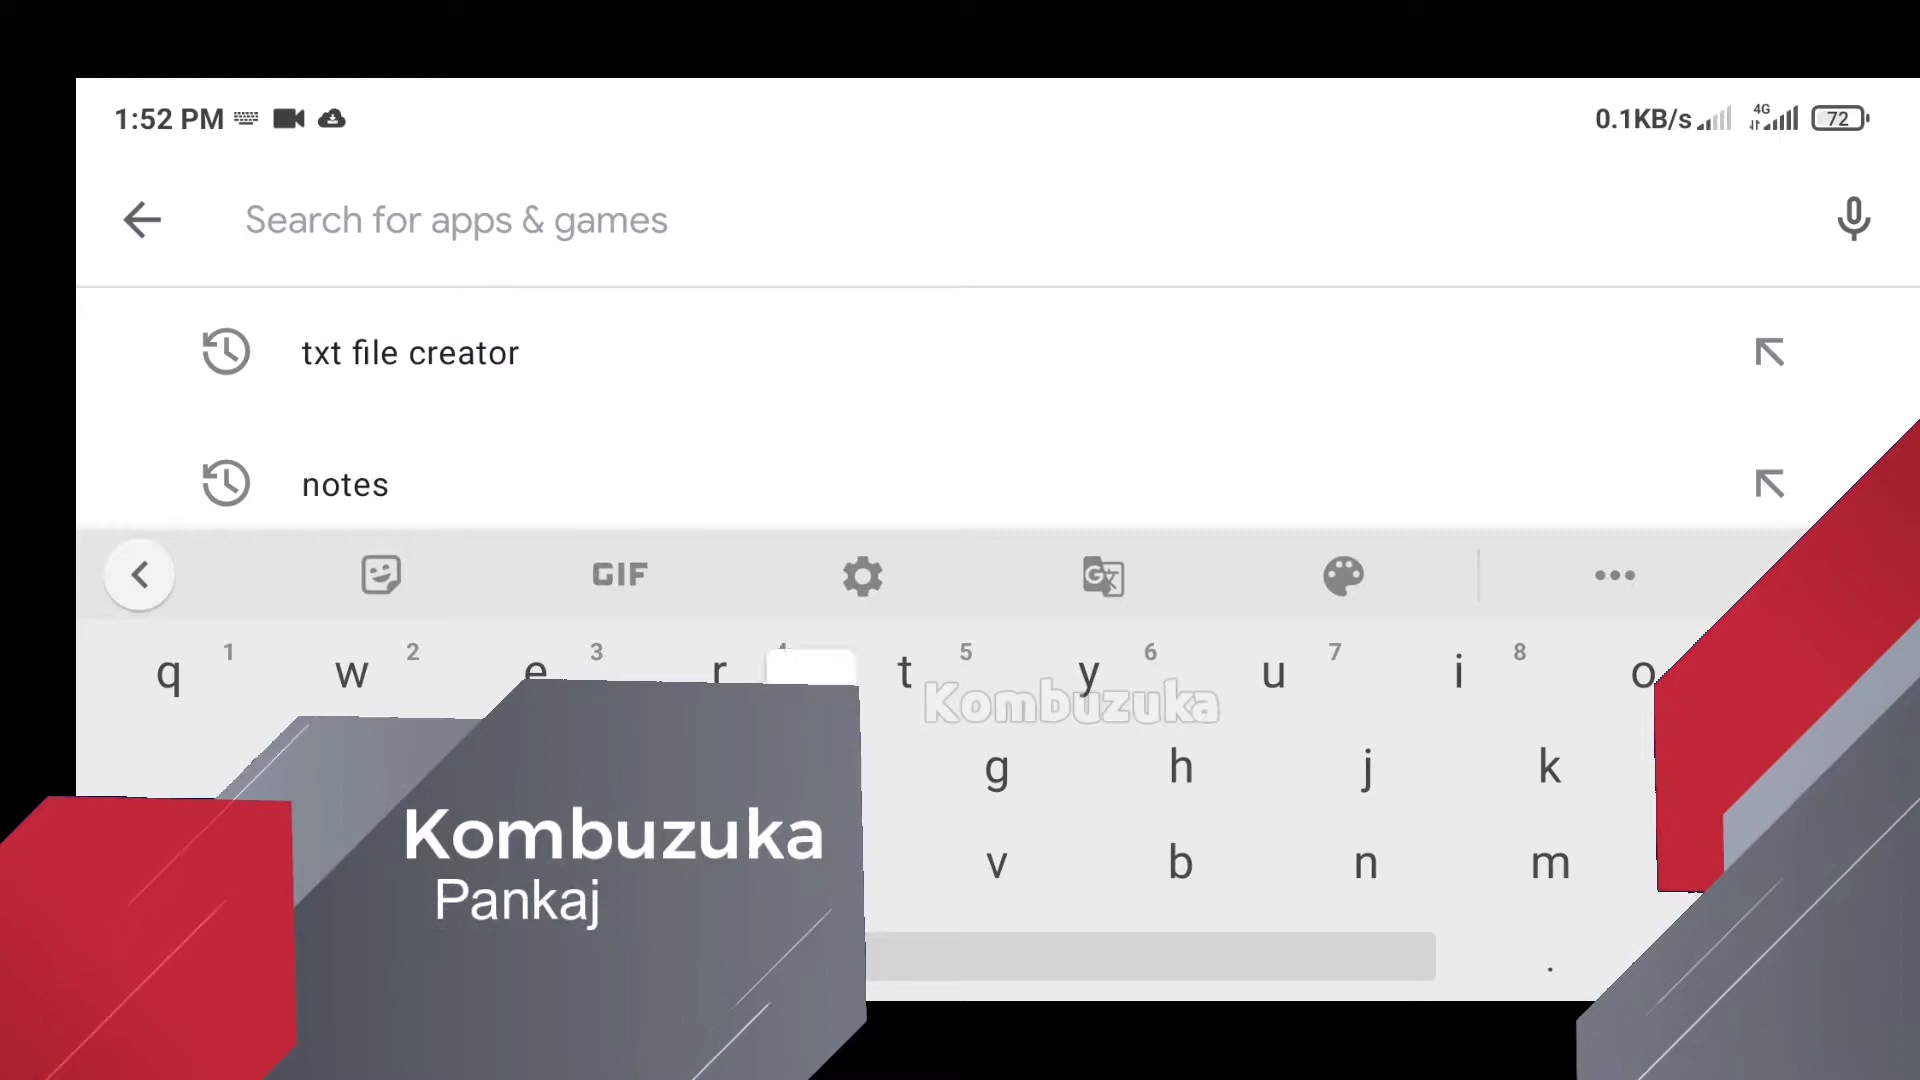 1:52 PM 0.1KB/s 4G 72
Search for apps & games
txt file creator
notes
GIF
q 1 w 2 e 3 r t 5 y 6 u 7 i 8 o
Kombuzuka
g h j k
Kombuzuka
v b n m
Pankaj
.